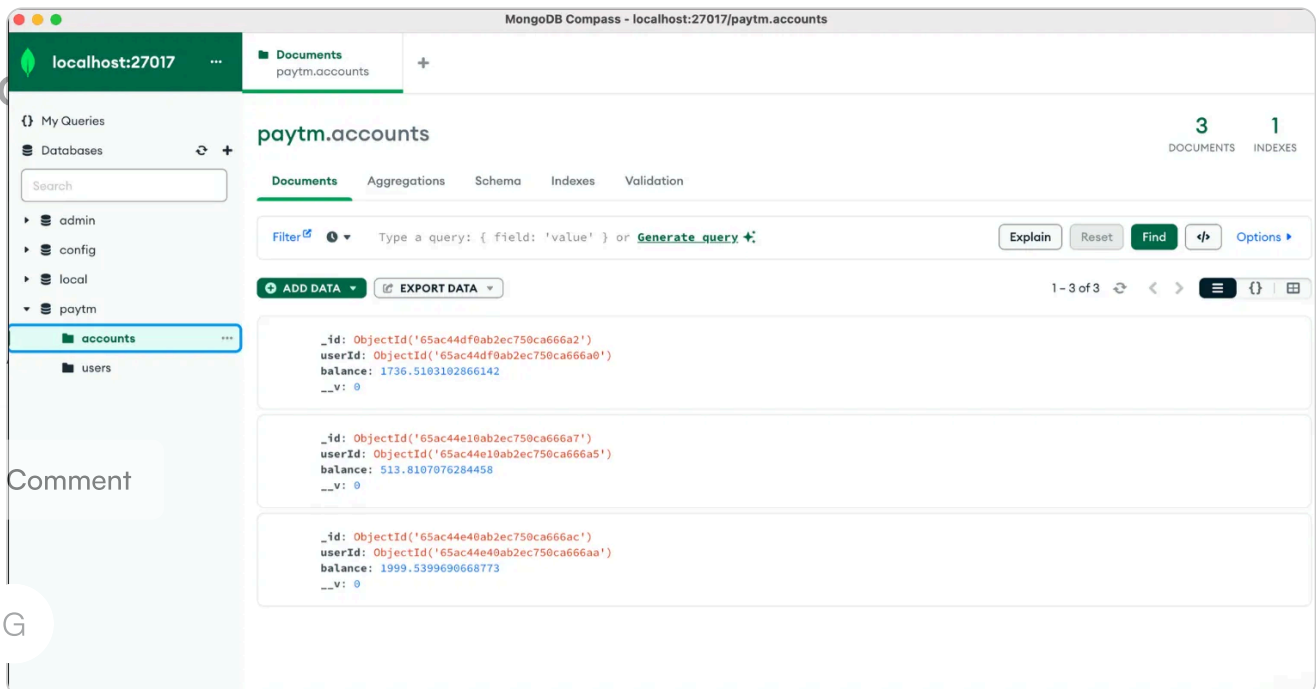 MongoDB Compass - localhost:27017/paytm.accounts
localhost:27017 ...
Documents
paytm.accounts
+
{} My Queries
Databases
+
Search
admin
config
local
paytm
accounts
...
users
Comment
G
paytm.accounts
3
DOCUMENTS
1
INDEXES
Documents Aggregations Schema Indexes Validation
Filter Type a query: { field: 'value' } or Generate query Explain Reset Find </> Options
ADD DATA EXPORT DATA 1 – 3 of 3 {}
_id: ObjectId('65ac44df0ab2ec750ca666a2')
userId: ObjectId('65ac44df0ab2ec750ca666a0')
balance: 1736.5103102866142
__v: 0
_id: ObjectId('65ac44e10ab2ec750ca666a7')
userId: ObjectId('65ac44e10ab2ec750ca666a5')
balance: 513.8107076284458
__v: 0
_id: ObjectId('65ac44e40ab2ec750ca666ac')
userId: ObjectId('65ac44e40ab2ec750ca666aa')
balance: 1999.5399690668773
__v: 0